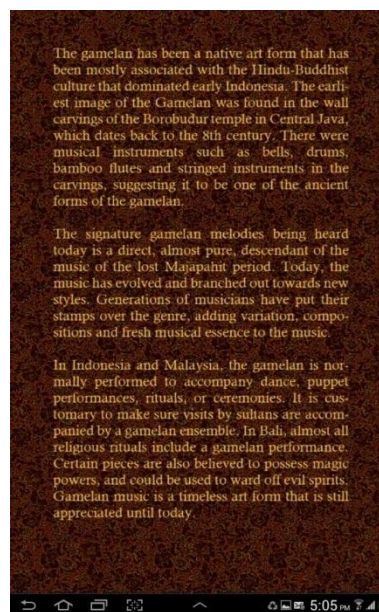 The gamelan has been a native art form that has
been mostly associated with the Hindu-Buddhist
culture that dominated early Indonesia. The earli-
est image of the Gamelan was found in the wall
carvings of the Borobudur temple in Central Java,
which dates back to the 8th century. There were
musical instruments such as bells, drums,
bamboo flutes and stringed instruments in the
carvings, suggesting it to be one of the ancient
forms of the gamelan.
The signature gamelan melodies being heard
today is a direct, almost pure, descendant of the
music of the lost Majapahit period. Today, the
music has evolved and branched out towards new
styles. Generations of musicians have put their
stamps over the genre, adding variation, compo-
sitions and fresh musical essence to the music.
In Indonesia and Malaysia, the gamelan is nor-
mally performed to accompany dance, puppet
performances, rituals, or ceremonies. It is cus-
tomary to make sure visits by sultans are accom-
panied by a gamelan ensemble. In Bali, almost all
religious rituals include a gamelan performance.
Certain pieces are also believed to possess magic
powers, and could be used to ward off evil spirits.
Gamelan music is a timeless art form that is still
appreciated until today.
5:05 PM